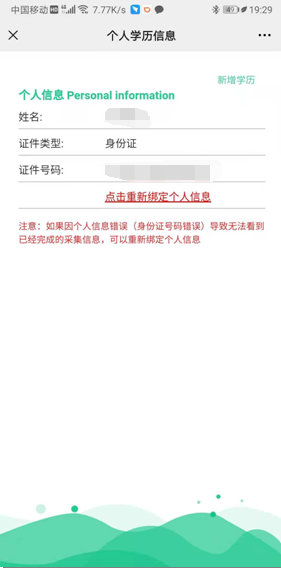 中国移动 HD 4G 7.77K/s 49 19:29
个人学历信息
新增学历
个人信息 Personal information
姓名:
证件类型: 身份证
证件号码:
点击重新绑定个人信息
注意：如果因个人信息错误（身份证号码错误）导致无法看到
已经完成的采集信息，可以重新绑定个人信息